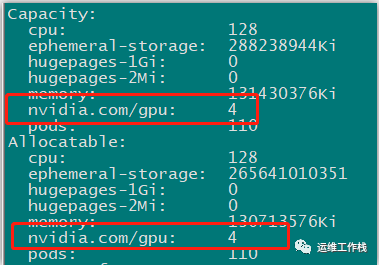 Capacity:
cpu: 128
ephemeral-storage: 288238944Ki
hugepages-1Gi: 0
hugepages-2Mi: 0
memory: 131430376Ki
nvidia.com/gpu: 4
pods: 110
Allocatable:
cpu: 128
ephemeral-storage: 265641010351
hugepages-1Gi: 0
hugepages-2Mi: 0
memory: 130713576Ki
nvidia.com/gpu: 4
pods: 110
运维工作栈